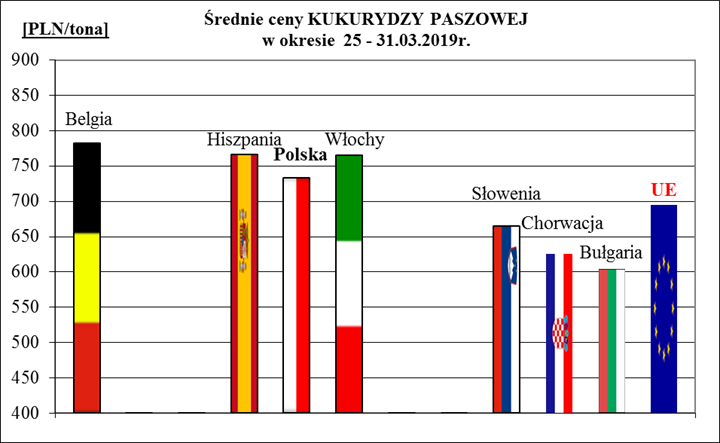 Średnie ceny KUKURYDZY PASZOWEJ
w okresie 25 - 31.03.2019r.
[PLN/tona]
900
850
800
750
700
650
600
550
500
450
400
Belgia
Hiszpania
Polska
Włochy
Słowenia
Chorwacja
Bułgaria
UE